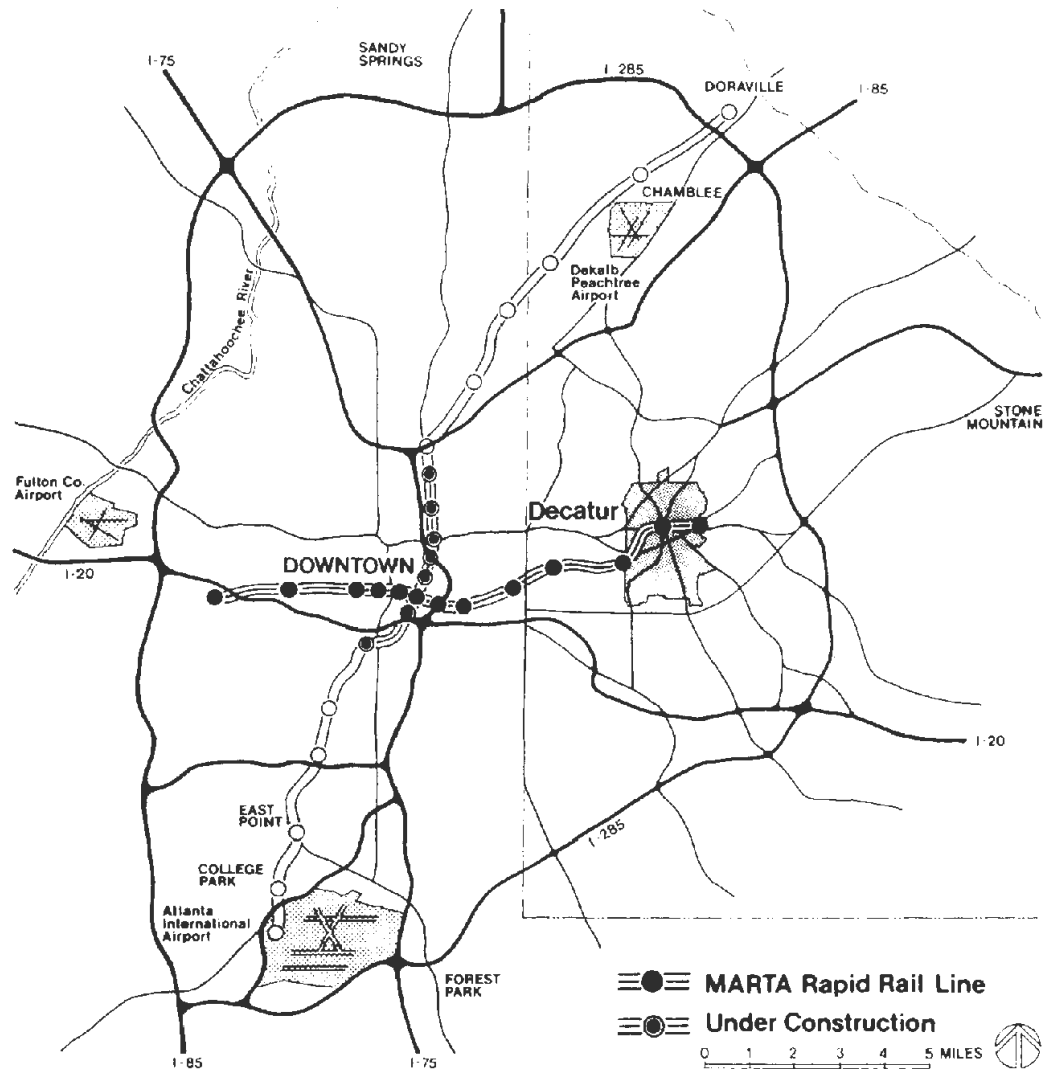 SANDY
SPRINGS
I-75
I-285
DORAVILLE
I-85
CHAMBLEE
Dekalb
Peachtree
Airport
Chattahoochee River
STONE
MOUNTAIN
Fulton Co.
Airport
Decatur
DOWNTOWN
I-20
I-20
EAST
POINT
I-285
COLLEGE
PARK
Atlanta
International
Airport
FOREST
PARK
MARTA Rapid Rail Line
Under Construction
0 1 2 3 4 5 MILES
I-85
I-75